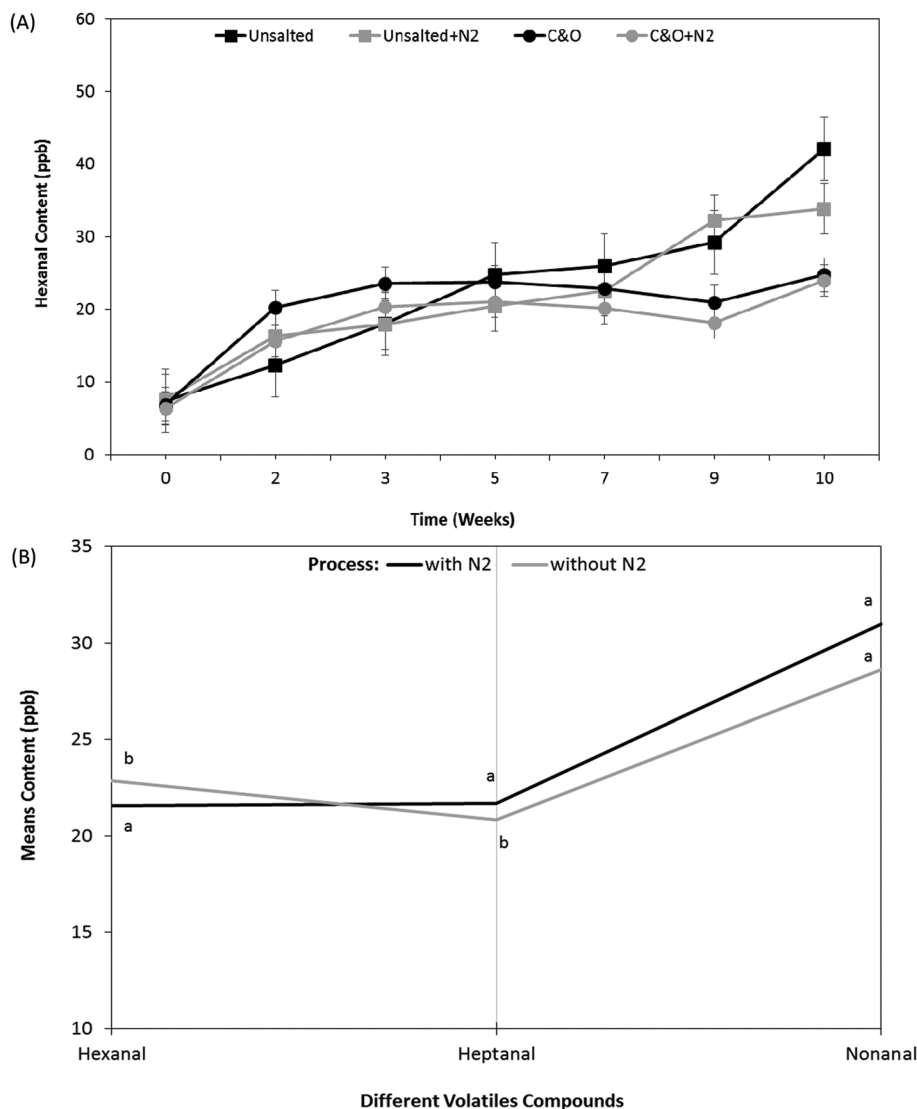 (A)
Unsalted Unsalted+N2 C&O C&O+N2
60
50
40
30
20
10
0
Hexanal Content (ppb)
0 2 3 5 7 9 10
Time (Weeks)
(B)
Process: with N2 without N2
35
30
25
20
15
10
Means Content (ppb)
a
a
b
a
a
b
Hexanal Heptanal Nonanal
Different Volatiles Compounds